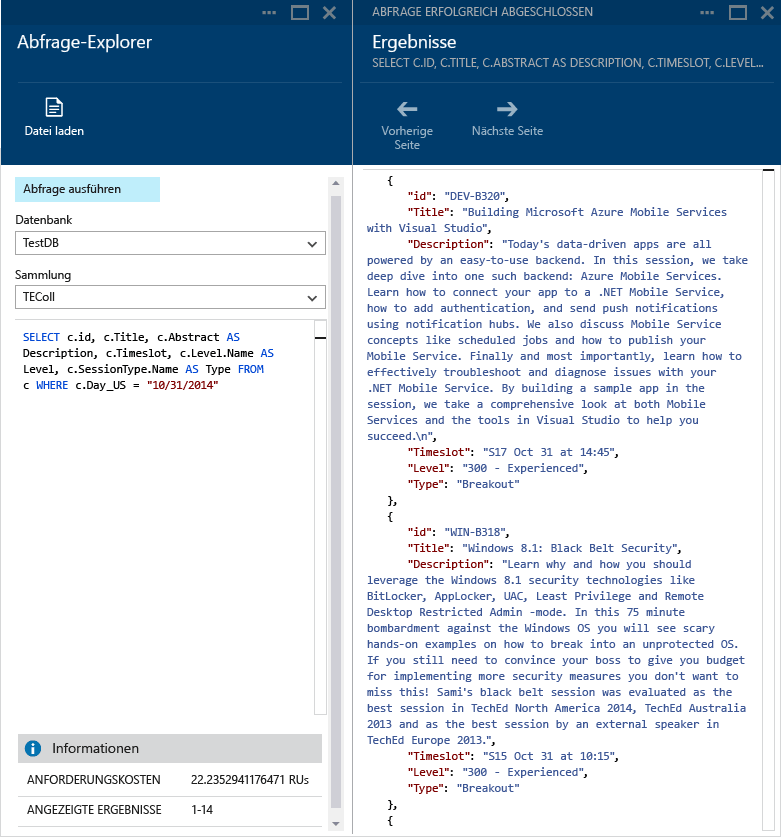 Abfrage-Explorer
Datei laden
Abfrage ausführen
Datenbank
TestDB
Sammlung
TEColl
SELECT c.id, c.Title, c.Abstract AS
Description, c.Timeslot, c.Level.Name AS
Level, c.SessionType.Name AS Type FROM
c WHERE c.Day_US = "10/31/2014"
Informationen
ANFORDERUNGSKOSTEN 22.2352941176471 RUs
ANGEZEIGTE ERGEBNISSE 1-14
ABFRAGE ERFOLGREICH ABGESCHLOSSEN
Ergebnisse
SELECT C.ID, C.TITLE, C.ABSTRACT AS DESCRIPTION, C.TIMESLOT, C.LEVEL...
Vorherige
Seite
Nächste Seite
{
"id": "DEV-B320",
"Title": "Building Microsoft Azure Mobile Services
with Visual Studio",
"Description": "Today's data-driven apps are all
powered by an easy-to-use backend. In this session, we take
deep dive into one such backend: Azure Mobile Services.
Learn how to connect your app to a .NET Mobile Service,
how to add authentication, and send push notifications
using notification hubs. We also discuss Mobile Service
concepts like scheduled jobs and how to publish your
Mobile Service. Finally and most importantly, learn how to
effectively troubleshoot and diagnose issues with your
.NET Mobile Service. By building a sample app in the
session, we take a comprehensive look at both Mobile
Services and the tools in Visual Studio to help you
succeed.\n",
"Timeslot": "S17 Oct 31 at 14:45",
"Level": "300 - Experienced",
"Type": "Breakout"
},
{
"id": "WIN-B318",
"Title": "Windows 8.1: Black Belt Security",
"Description": "Learn why and how you should
leverage the Windows 8.1 security technologies like
BitLocker, AppLocker, UAC, Least Privilege and Remote
Desktop Restricted Admin -mode. In this 75 minute
bombardment against the Windows OS you will see scary
hands-on examples on how to break into an unprotected OS.
If you still need to convince your boss to give you budget
for implementing more security measures you don't want to
miss this! Sami's black belt session was evaluated as the
best session in TechEd North America 2014, TechEd Australia
2013 and as the best session by an external speaker in
TechEd Europe 2013.",
"Timeslot": "S15 Oct 31 at 10:15",
"Level": "300 - Experienced",
"Type": "Breakout"
},
{